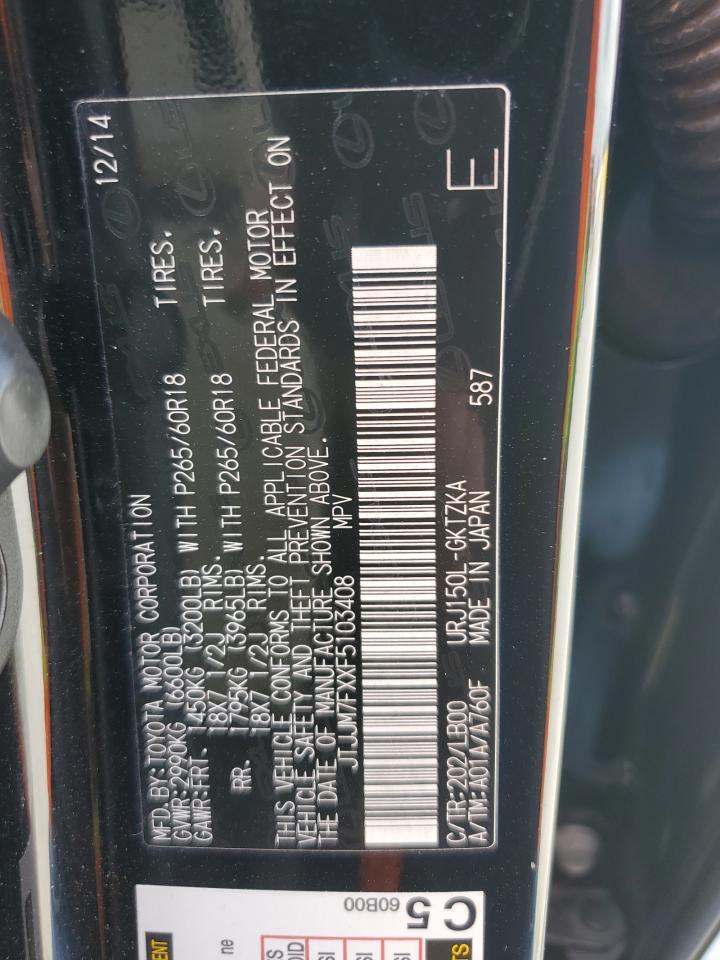 MFD.BY:TOYOTA MOTOR CORPORATION 12/14
GVWR:2990KG (6600LB)
GAWR:FRT. 1450KG (3200LB) WITH P265/60R18 TIRES.
18X7 1/2J RIMS.
RR. 1795KG (3965LB) WITH P265/60R18 TIRES.
18X7 1/2J RIMS.
THIS VEHICLE CONFORMS TO ALL APPLICABLE FEDERAL MOTOR
VEHICLE SAFETY AND THEFT PREVENTION STANDARDS IN EFFECT ON
THE DATE OF MANUFACTURE SHOWN ABOVE.
JTJJM7FXXF5103408 MPV
C/TR:202/LB00 URJ150L-GKTZKA
A/TM:A01A/A760F MADE IN JAPAN 587
E
C5
60B00